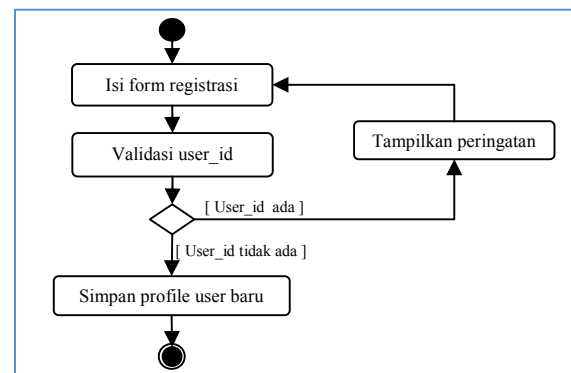 Isi form registrasi
Validasi user_id
Tampilkan peringatan
[ User_id  ada ]
[ User_id tidak ada ]
Simpan profile user baru